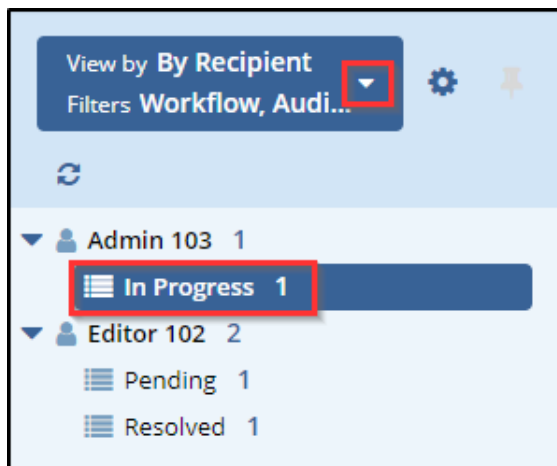 View by By Recipient
Filters Workflow, Audi...
Admin 103 1
In Progress 1
Editor 102 2
Pending 1
Resolved 1